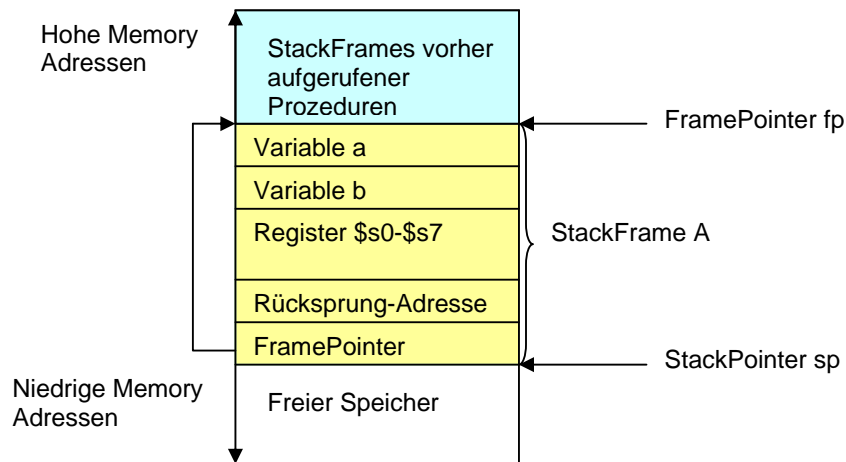 Hohe Memory
Adressen
StackFrames vorher
aufgerufener
Prozeduren
FramePointer fp
Variable a
Variable b
Register $s0-$s7
StackFrame A
Rücksprung-Adresse
FramePointer
StackPointer sp
Niedrige Memory
Adressen
Freier Speicher